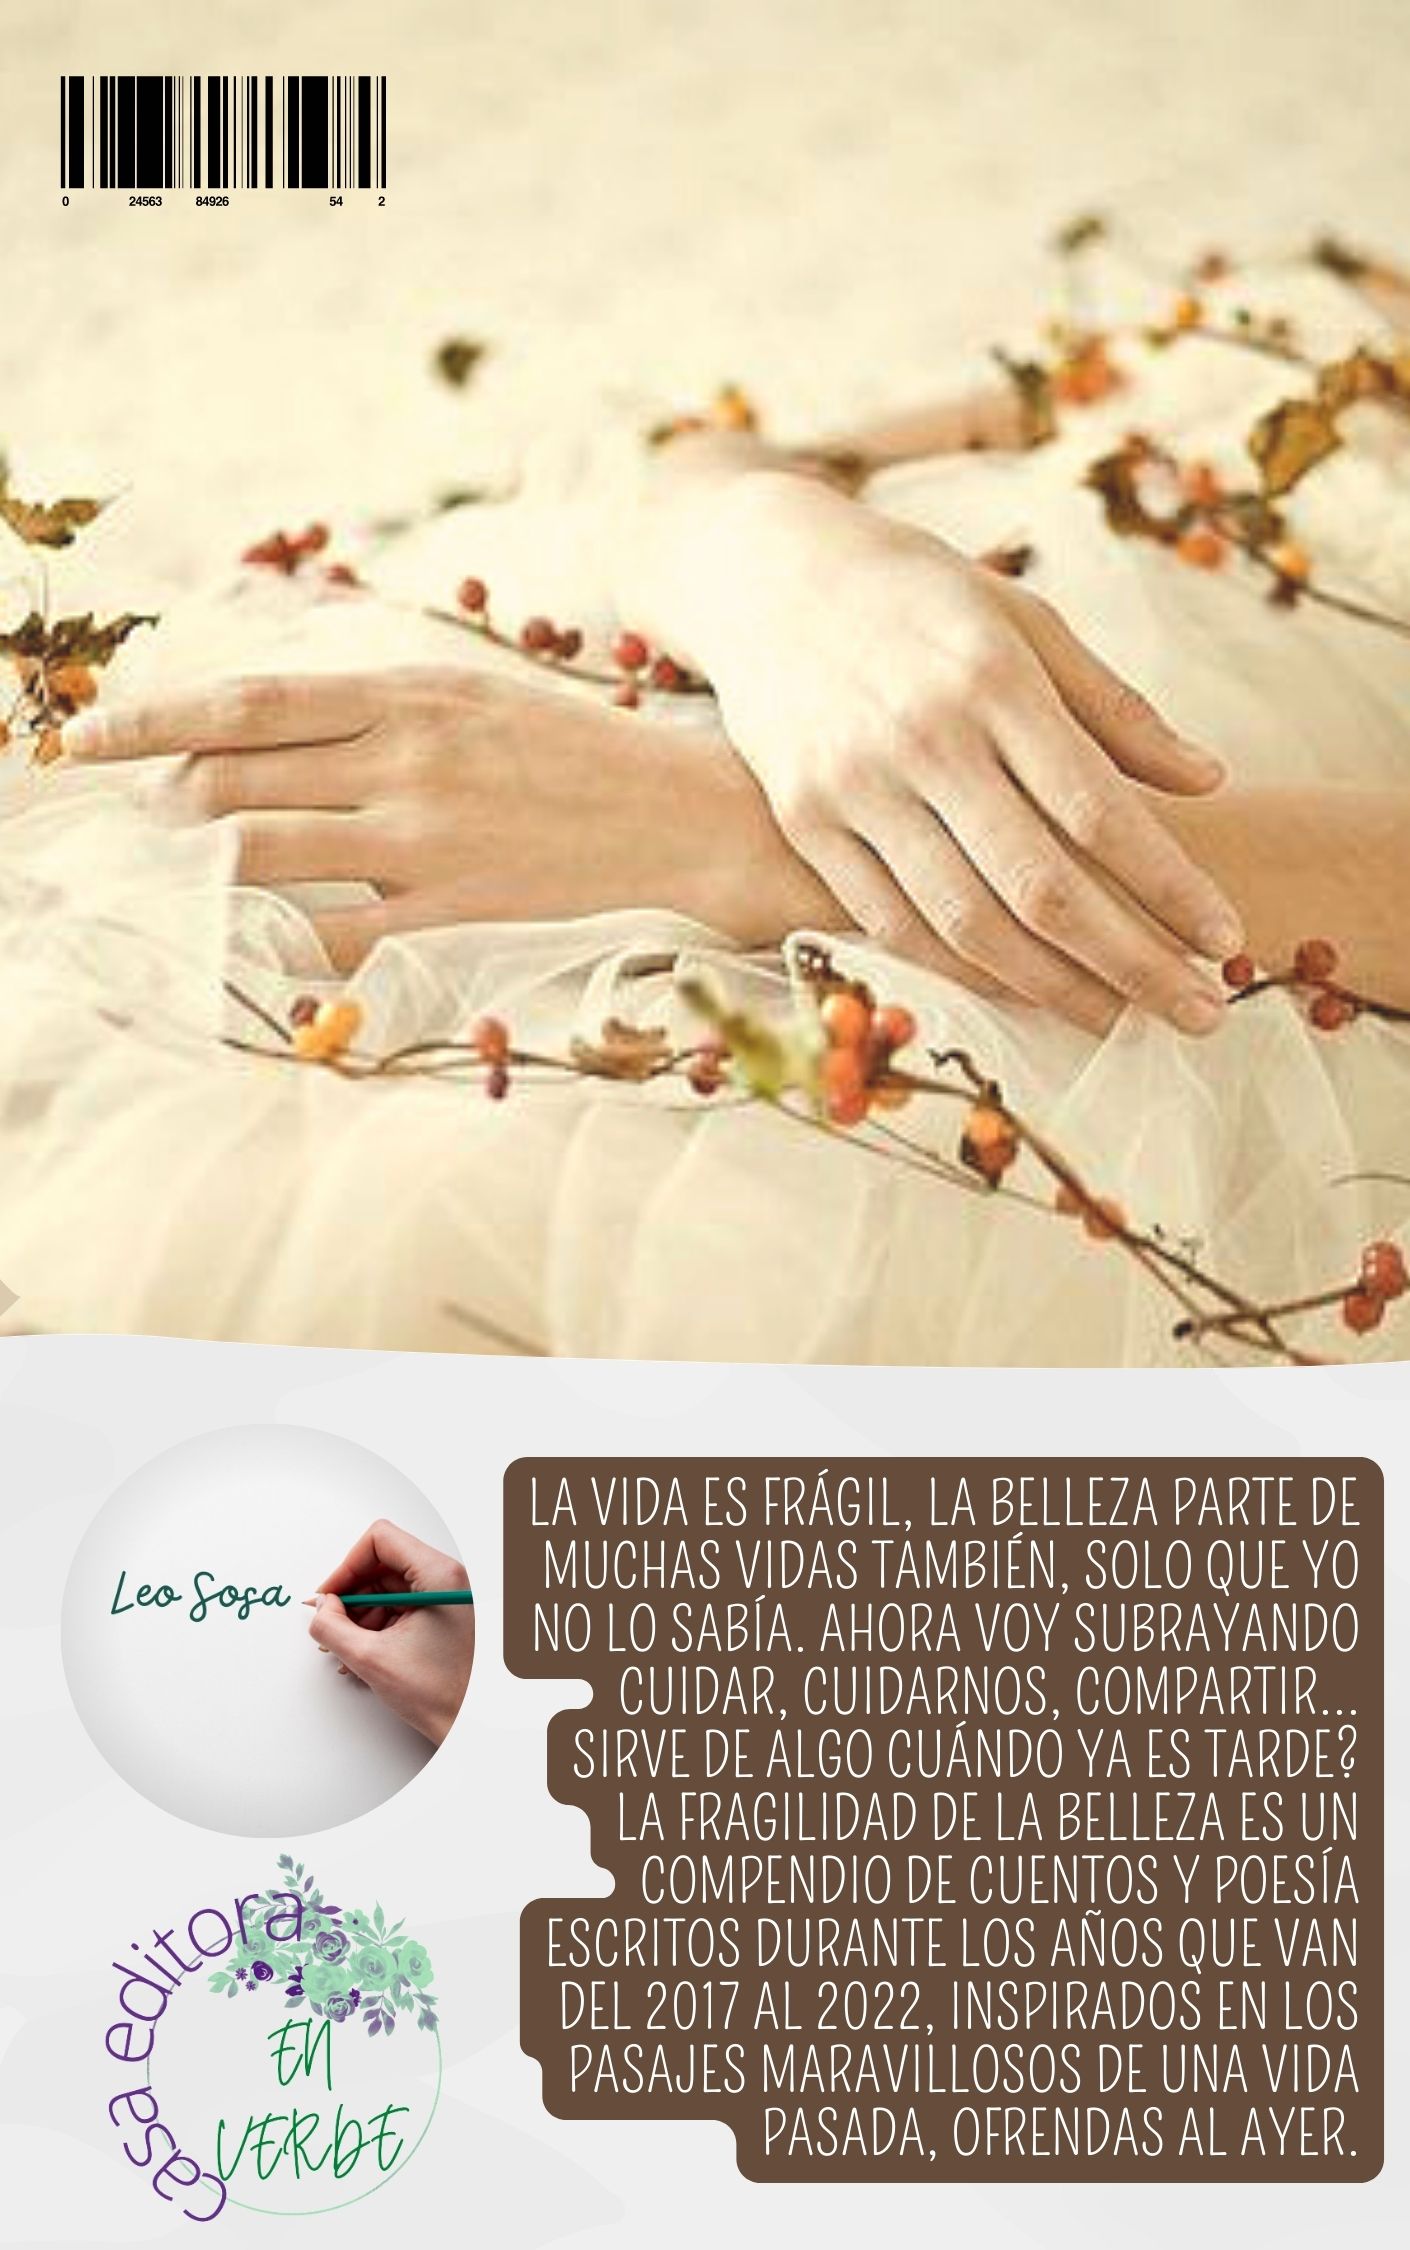 0 24563 84926 54 2
Leo Sosa
LA VIDA ES FRÁGIL, LA BELLEZA PARTE DE
MUCHAS VIDAS TAMBIÉN, SOLO QUE YO
NO LO SABÍA. AHORA VOY SUBRAYANDO
CUIDAR, CUIDARNOS, COMPARTIR...
SIRVE DE ALGO CUÁNDO YA ES TARDE?
LA FRAGILIDAD DE LA BELLEZA ES UN
COMPENDIO DE CUENTOS Y POESÍA
ESCRITOS DURANTE LOS AÑOS QUE VAN
DEL 2017 AL 2022, INSPIRADOS EN LOS
PASAJES MARAVILLOSOS DE UNA VIDA
PASADA, OFRENDAS AL AYER.
casa editora
EN
VERDE